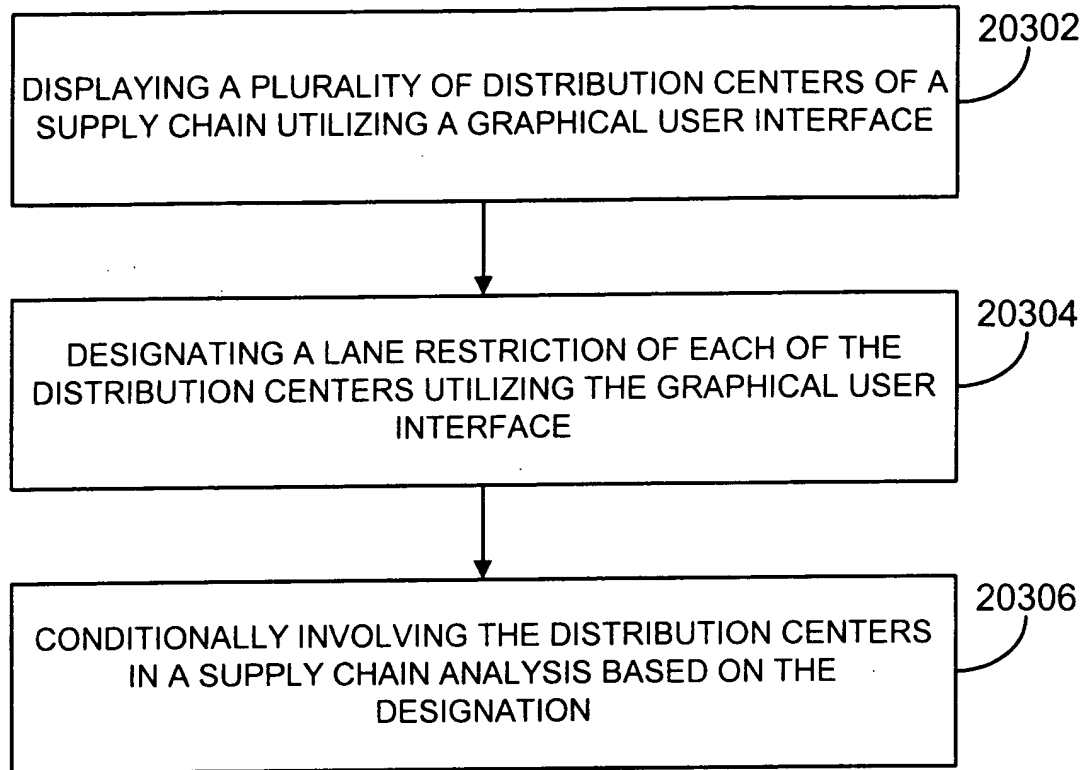 20302
DISPLAYING A PLURALITY OF DISTRIBUTION CENTERS OF A
SUPPLY CHAIN UTILIZING A GRAPHICAL USER INTERFACE
20304
DESIGNATING A LANE RESTRICTION OF EACH OF THE
DISTRIBUTION CENTERS UTILIZING THE GRAPHICAL USER
INTERFACE
20306
CONDITIONALLY INVOLVING THE DISTRIBUTION CENTERS
IN A SUPPLY CHAIN ANALYSIS BASED ON THE
DESIGNATION